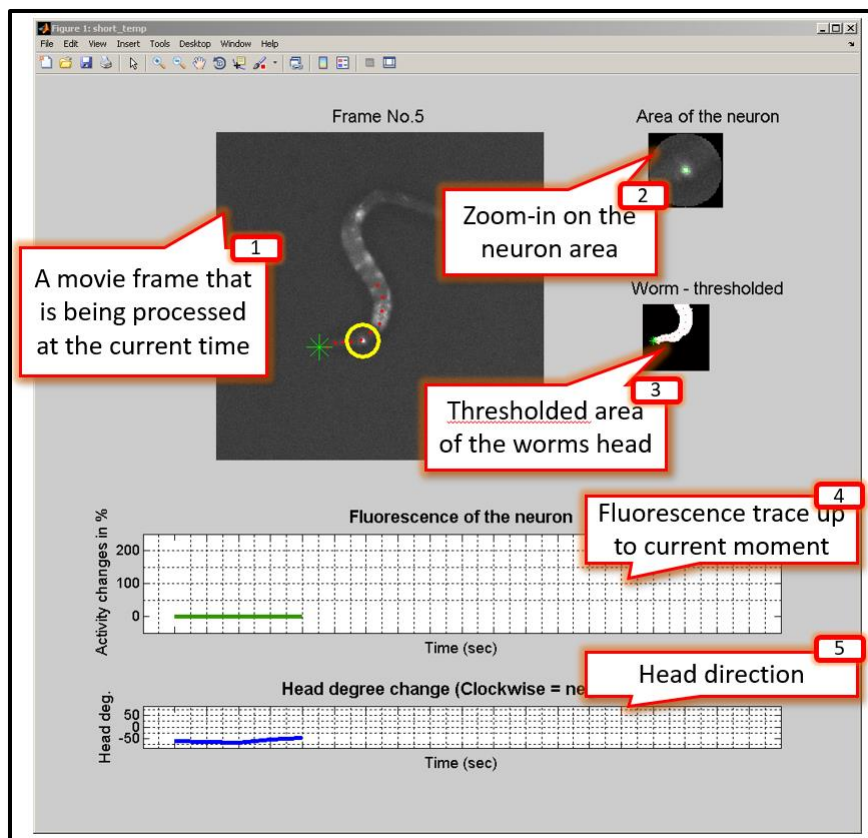 Figure 1: short_temp
File Edit View Insert Tools Desktop Window Help
Frame No.5
Area of the neuron
2
Zoom-in on the
neuron area
1
A movie frame that
is being processed
at the current time
Worm - thresholded
3
Thresholded area
of the worms head
4
Fluorescence trace up
to current moment
Fluorescence of the neuron
Activity changes in %
200
100
0
Time (sec)
5
Head direction
Head degree change (Clockwise = ne
Head deg.
50
0
-50
Time (sec)